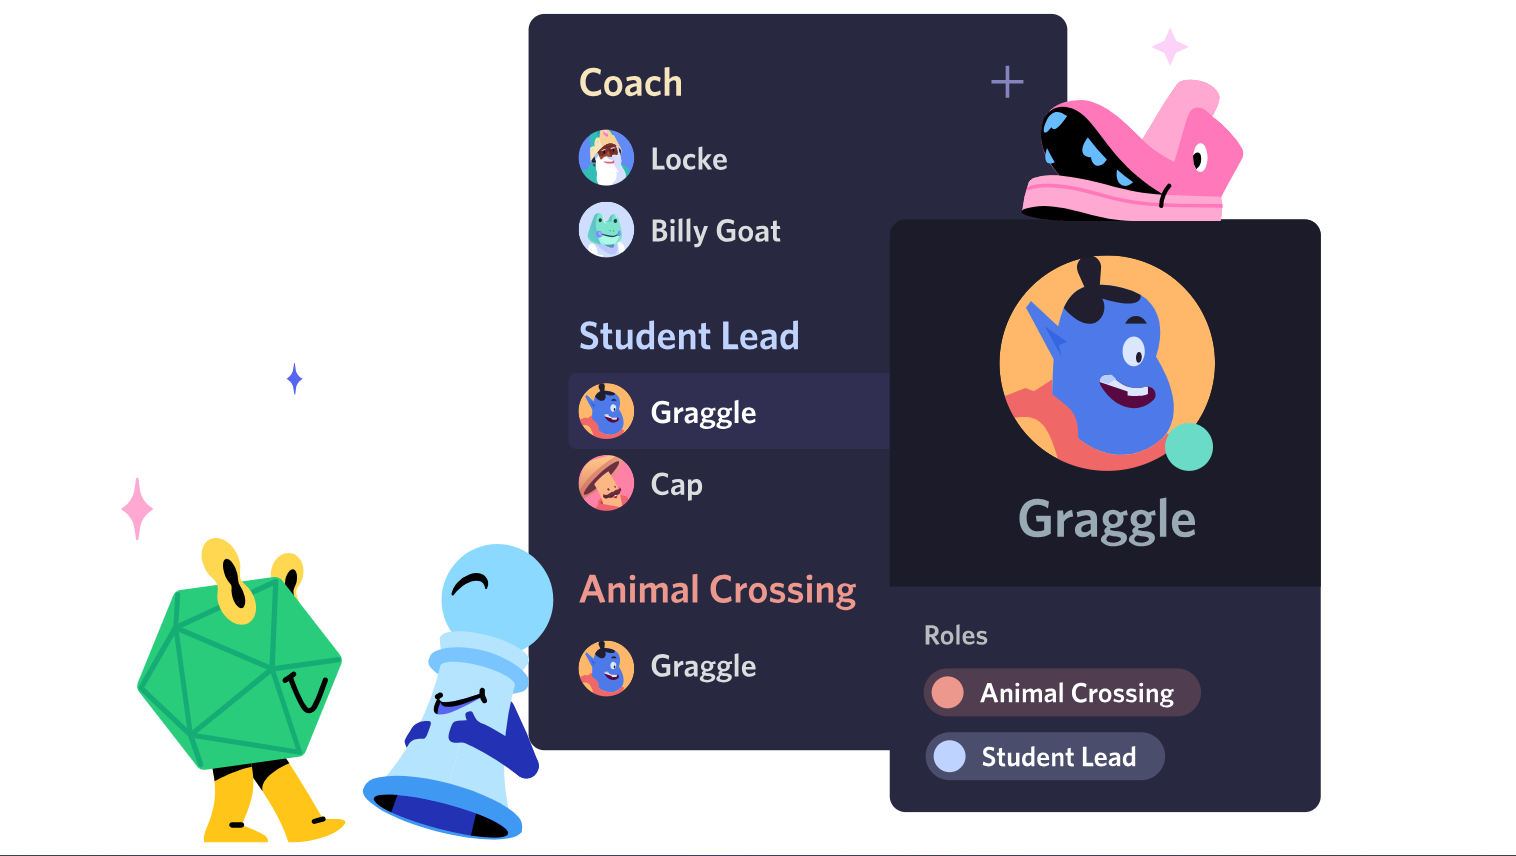 Coach
Locke
Billy Goat
Student Lead
Graggle
Cap
Animal Crossing
Graggle
Graggle
Roles
Animal Crossing
Student Lead